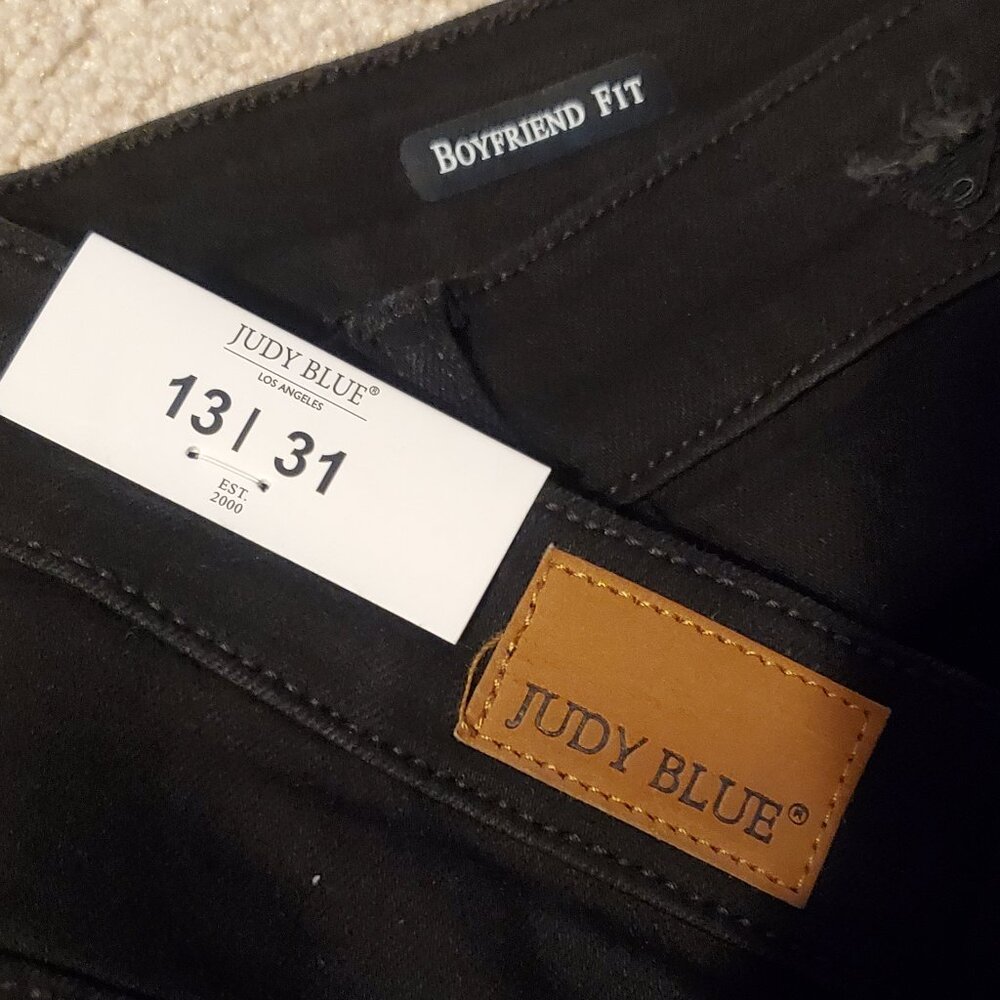 BOYFRIEND FIT
JUDY BLUE®
LOS ANGELES
13 | 31
EST.
2000
JUDY BLUE®